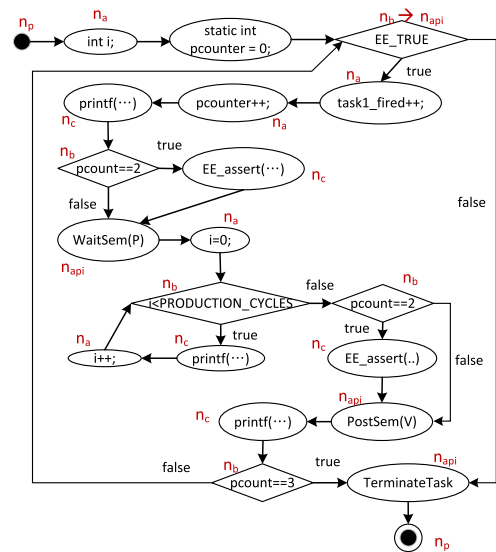 n_p
n_a
n_b → n_api
int i;
static int
pcounter = 0;
EE_TRUE
n_a
true
printf(⋯)
pcounter++;
task1_fired++;
n_c
n_a
n_b
true
pcount==2
EE_assert(⋯)
n_c
false
false
n_a
WaitSem(P)
i=0;
n_api
n_b
false
n_b
i<PRODUCTION_CYCLES
pcount==2
n_a
n_c
true
true
n_c
i++;
printf(⋯)
EE_assert(..)
false
n_api
n_c
printf(⋯)
PostSem(V)
false
n_b
true
n_api
pcount==3
TerminateTask
n_p